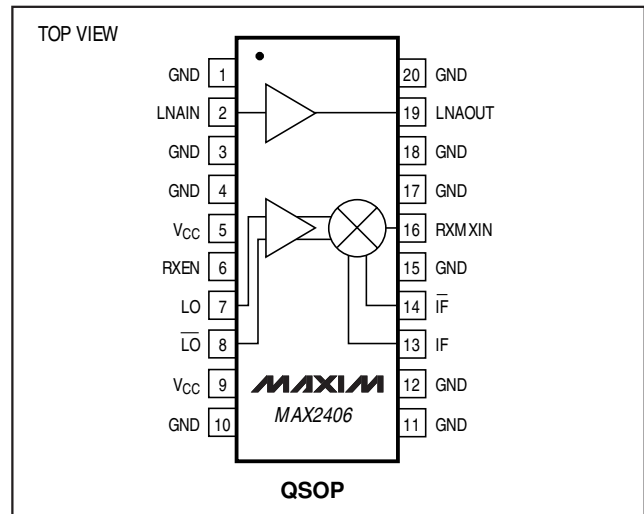 TOP VIEW
GND 1 20 GND
LNAIN 2 19 LNAOUT
GND 3 18 GND
GND 4 17 GND
VCC 5 16 RXMXIN
RXEN 6 15 GND
LO 7 14 I̅F̅
L̅O̅ 8 13 IF
VCC 9 12 GND
GND 10 11 GND
MAXIM
MAX2406
QSOP